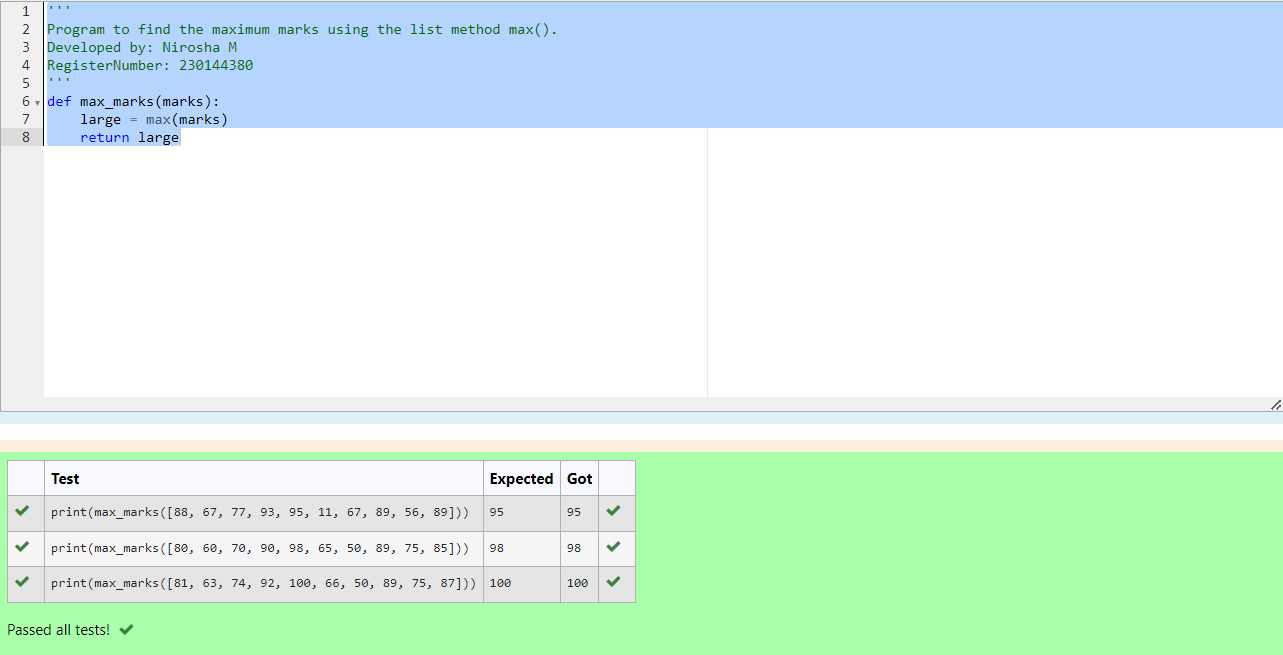 1 '''
2 Program to find the maximum marks using the list method max().
3 Developed by: Nirosha M
4 RegisterNumber: 230144380
5 '''
6 def max_marks(marks):
7     large = max(marks)
8     return large
Test Expected Got
print(max_marks([88, 67, 77, 93, 95, 11, 67, 89, 56, 89])) 95 95
print(max_marks([80, 60, 70, 90, 98, 65, 50, 89, 75, 85])) 98 98
print(max_marks([81, 63, 74, 92, 100, 66, 50, 89, 75, 87])) 100 100
Passed all tests!